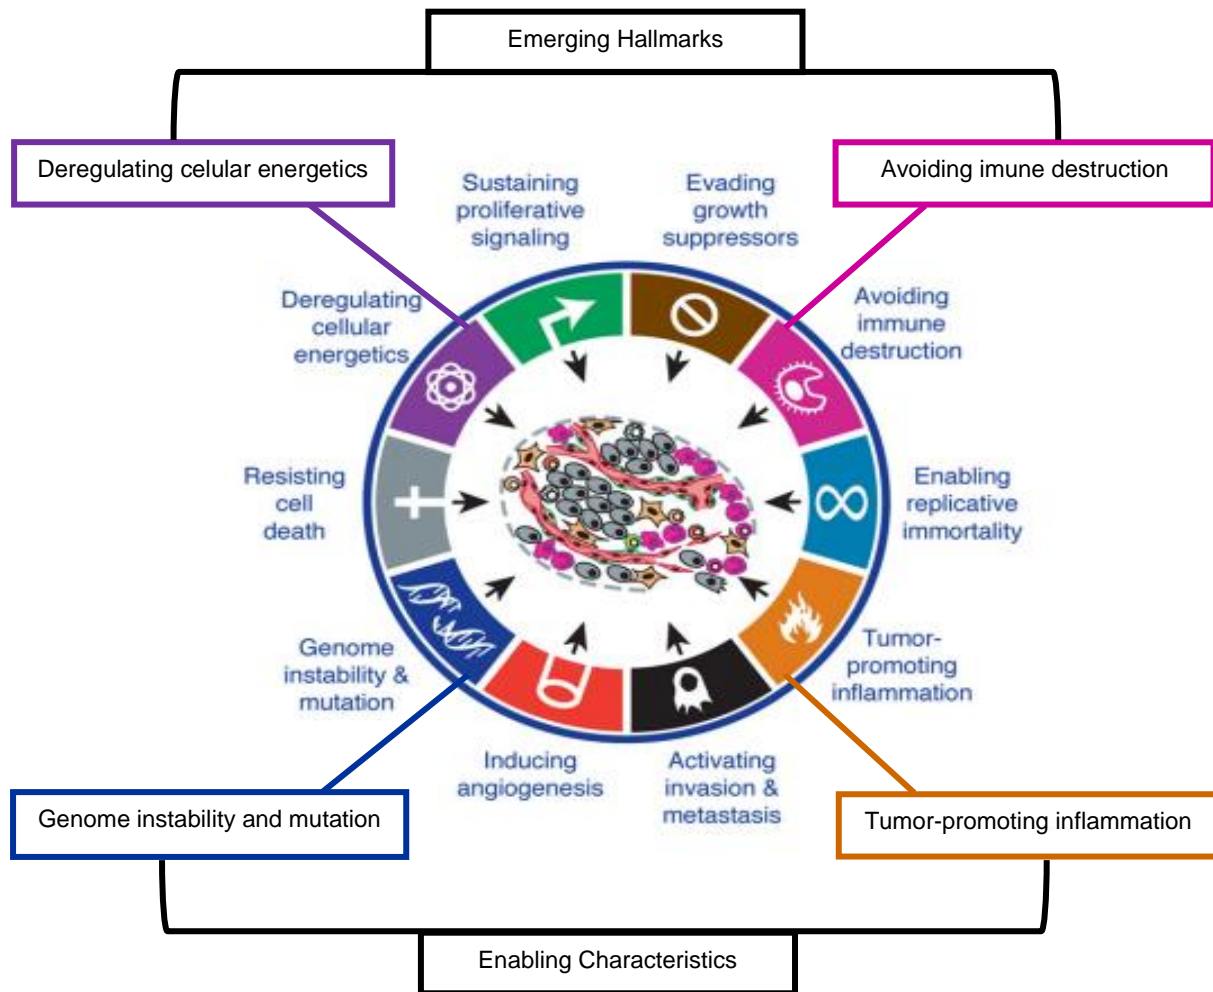 Emerging Hallmarks
Deregulating celular energetics
Avoiding imune destruction
Sustaining
proliferative
signaling
Evading
growth
suppressors
Deregulating
cellular
energetics
Avoiding
immune
destruction
Resisting
cell
death
Enabling
replicative
immortality
Genome
instability &
mutation
Tumor-
promoting
inflammation
Inducing
angiogenesis
Activating
invasion &
metastasis
Genome instability and mutation
Tumor-promoting inflammation
Enabling Characteristics